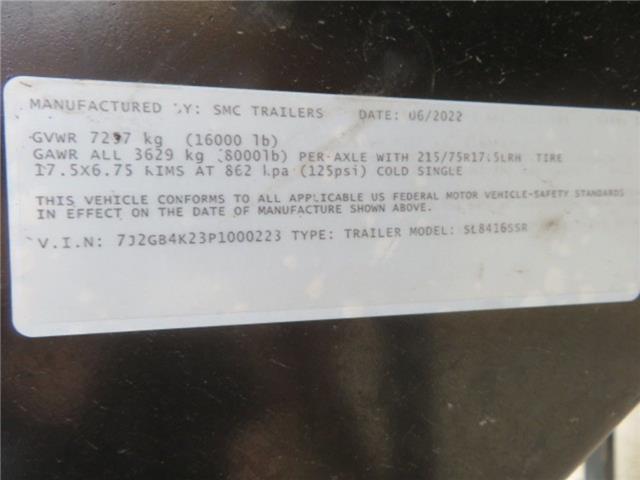 MANUFACTURED BY: SMC TRAILERS DATE: 06/2022
GVWR 7257 kg (16000 lb)
GAWR ALL 3629 kg (8000lb) PER AXLE WITH 215/75R17.5LRH TIRE
17.5X6.75 RIMS AT 862 kpa (125psi) COLD SINGLE
THIS VEHICLE CONFORMS TO ALL APPLICABLE US FEDERAL MOTOR VEHICLE-SAFETY STANDARDS
IN EFFECT ON THE DATE OF MANUFACTURE SHOWN ABOVE.
V.I.N: 7J2GB4K23P1000223 TYPE: TRAILER MODEL: SL8416SSR